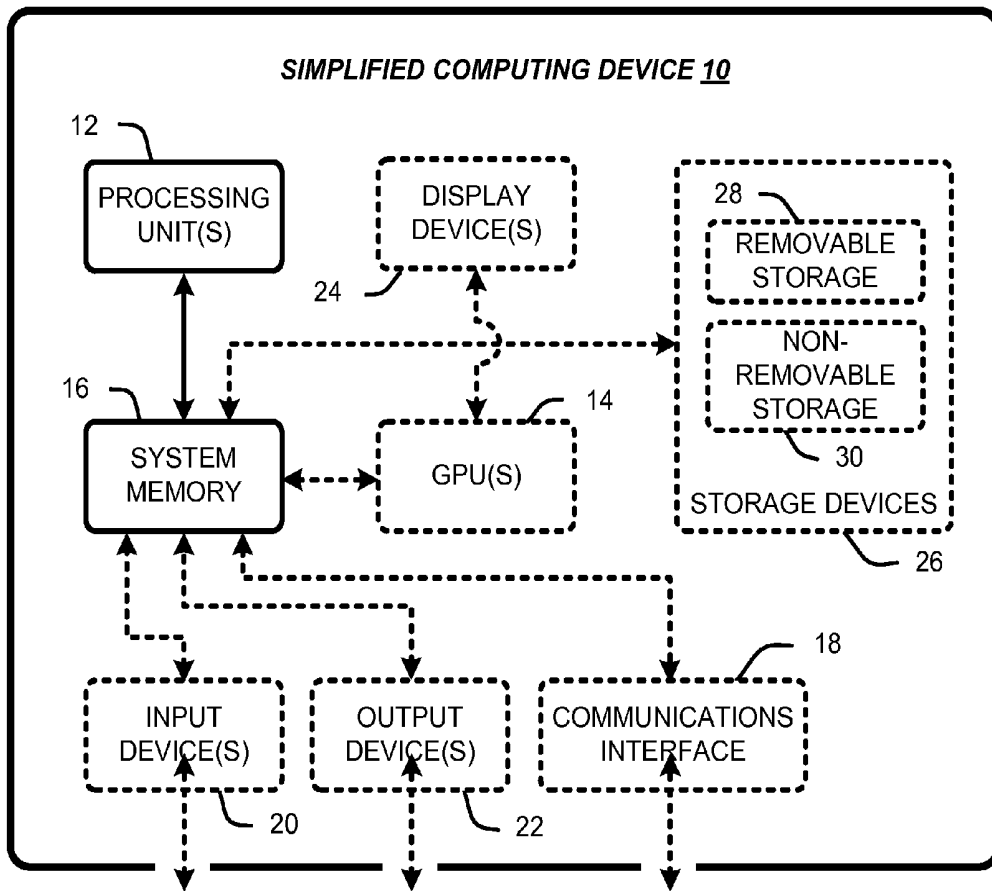 SIMPLIFIED COMPUTING DEVICE 10
12
PROCESSING
UNIT(S)
DISPLAY
DEVICE(S)
24
28
REMOVABLE
STORAGE
NON-
REMOVABLE
STORAGE
30
STORAGE DEVICES
26
16
SYSTEM
MEMORY
14
GPU(S)
18
INPUT
DEVICE(S)
20
OUTPUT
DEVICE(S)
22
COMMUNICATIONS
INTERFACE